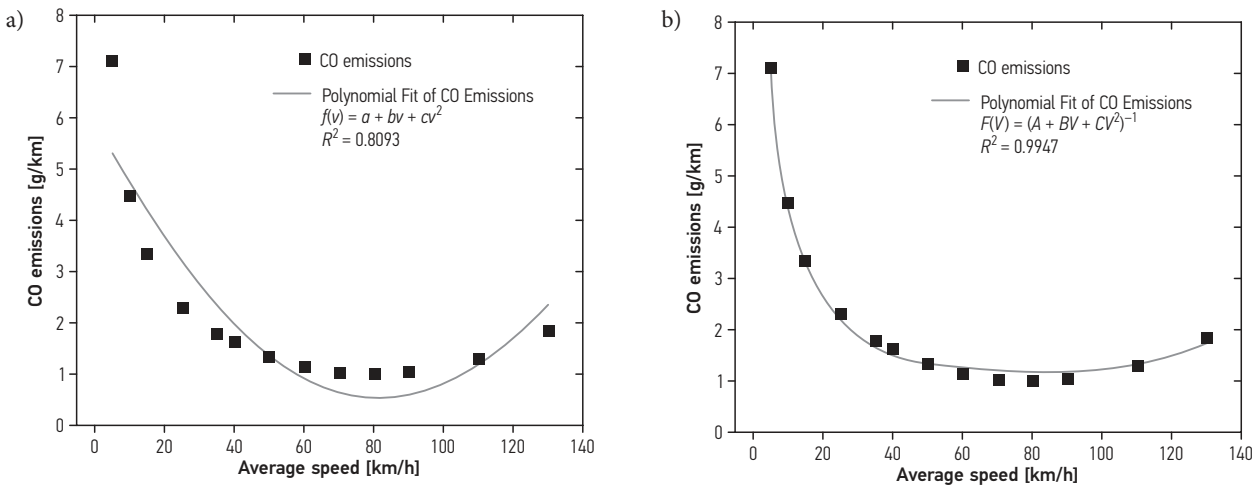 a)
8
7
6
5
4
3
2
1
0
CO emissions [g/km]
CO emissions
Polynomial Fit of CO Emissions
f(v) = a + bv + cv²
R² = 0.8093
0 20 40 60 80 100 120 140
Average speed [km/h]
b)
8
7
6
5
4
3
2
1
0
CO emissions [g/km]
CO emissions
Polynomial Fit of CO Emissions
F(V) = (A + BV + CV²)⁻¹
R² = 0.9947
0 20 40 60 80 100 120 140
Average speed [km/h]